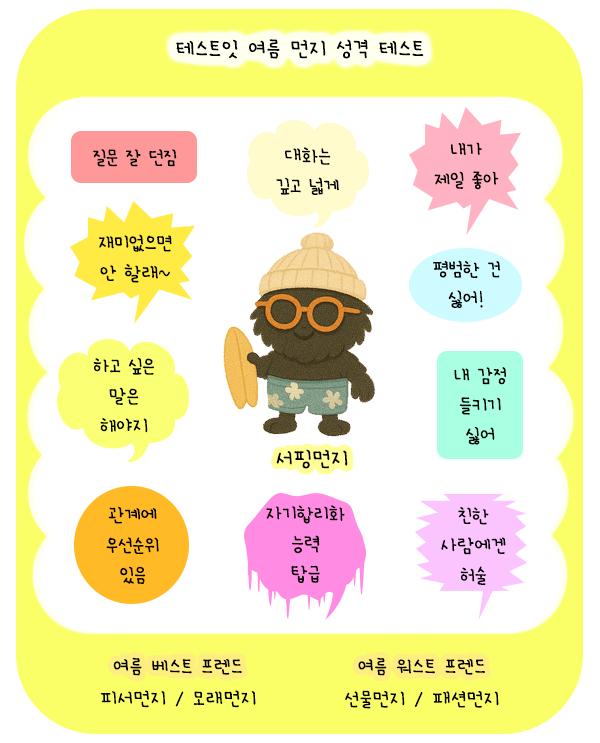 테스트잇 여름 먼지 성격 테스트
질문 잘 던짐
대화는
깊고 넓게
내가
제일 좋아
재미없으면
안 할래~
평범한 건
싫어!
하고 싶은
말은
해야지
내 감정
들키기
싫어
서핑먼지
관계에
우선순위
있음
자기합리화
능력
탑급
친한
사람에겐
허술
여름 베스트 프렌드
피서먼지 / 모래먼지
여름 워스트 프렌드
선물먼지 / 패션먼지